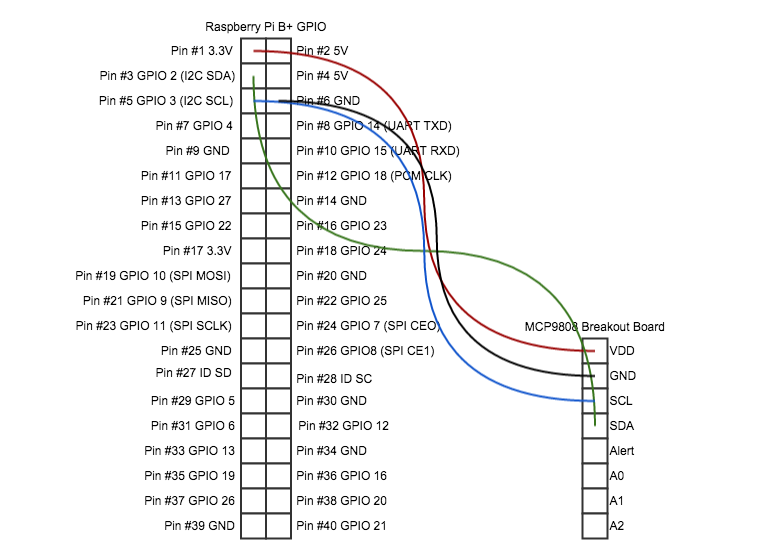 Raspberry Pi B+ GPIO
Pin #1 3.3V Pin #2 5V
Pin #3 GPIO 2 (I2C SDA) Pin #4 5V
Pin #5 GPIO 3 (I2C SCL) Pin #6 GND
Pin #7 GPIO 4 Pin #8 GPIO 14 (UART TXD)
Pin #9 GND Pin #10 GPIO 15 (UART RXD)
Pin #11 GPIO 17 Pin #12 GPIO 18 (PCM CLK)
Pin #13 GPIO 27 Pin #14 GND
Pin #15 GPIO 22 Pin #16 GPIO 23
Pin #17 3.3V Pin #18 GPIO 24
Pin #19 GPIO 10 (SPI MOSI) Pin #20 GND
Pin #21 GPIO 9 (SPI MISO) Pin #22 GPIO 25
Pin #23 GPIO 11 (SPI SCLK) Pin #24 GPIO 7 (SPI CEO)
Pin #25 GND Pin #26 GPIO8 (SPI CE1)
Pin #27 ID SD Pin #28 ID SC
Pin #29 GPIO 5 Pin #30 GND
Pin #31 GPIO 6 Pin #32 GPIO 12
Pin #33 GPIO 13 Pin #34 GND
Pin #35 GPIO 19 Pin #36 GPIO 16
Pin #37 GPIO 26 Pin #38 GPIO 20
Pin #39 GND Pin #40 GPIO 21
MCP9808 Breakout Board
VDD
GND
SCL
SDA
Alert
A0
A1
A2